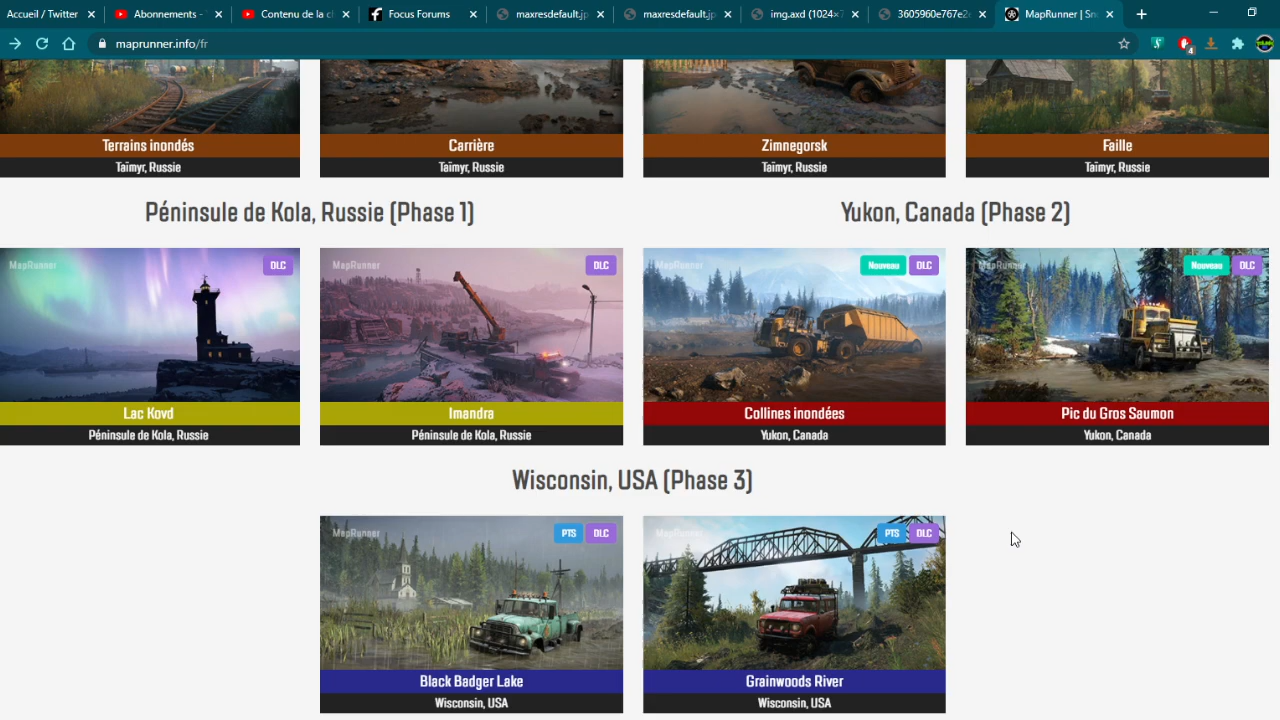 Accueil / Twitter
Abonnements -
Contenu de la c
Focus Forums
maxresdefault.jp
maxresdefault.jp
img.axd (1024×7
3605960e767e2
MapRunner | Sn
maprunner.info/fr
4
Terrains inondés
Taïmyr, Russie
Carrière
Taïmyr, Russie
Zimnegorsk
Taïmyr, Russie
Faille
Taïmyr, Russie
Péninsule de Kola, Russie (Phase 1)
Yukon, Canada (Phase 2)
MapRunner
DLC
MapRunner
DLC
MapRunner
Nouveau
DLC
MapRunner
Nouveau
DLC
Lac Kovd
Péninsule de Kola, Russie
Imandra
Péninsule de Kola, Russie
Collines inondées
Yukon, Canada
Pic du Gros Saumon
Yukon, Canada
Wisconsin, USA (Phase 3)
MapRunner
PTS
DLC
MapRunner
PTS
DLC
Black Badger Lake
Wisconsin, USA
Grainwoods River
Wisconsin, USA